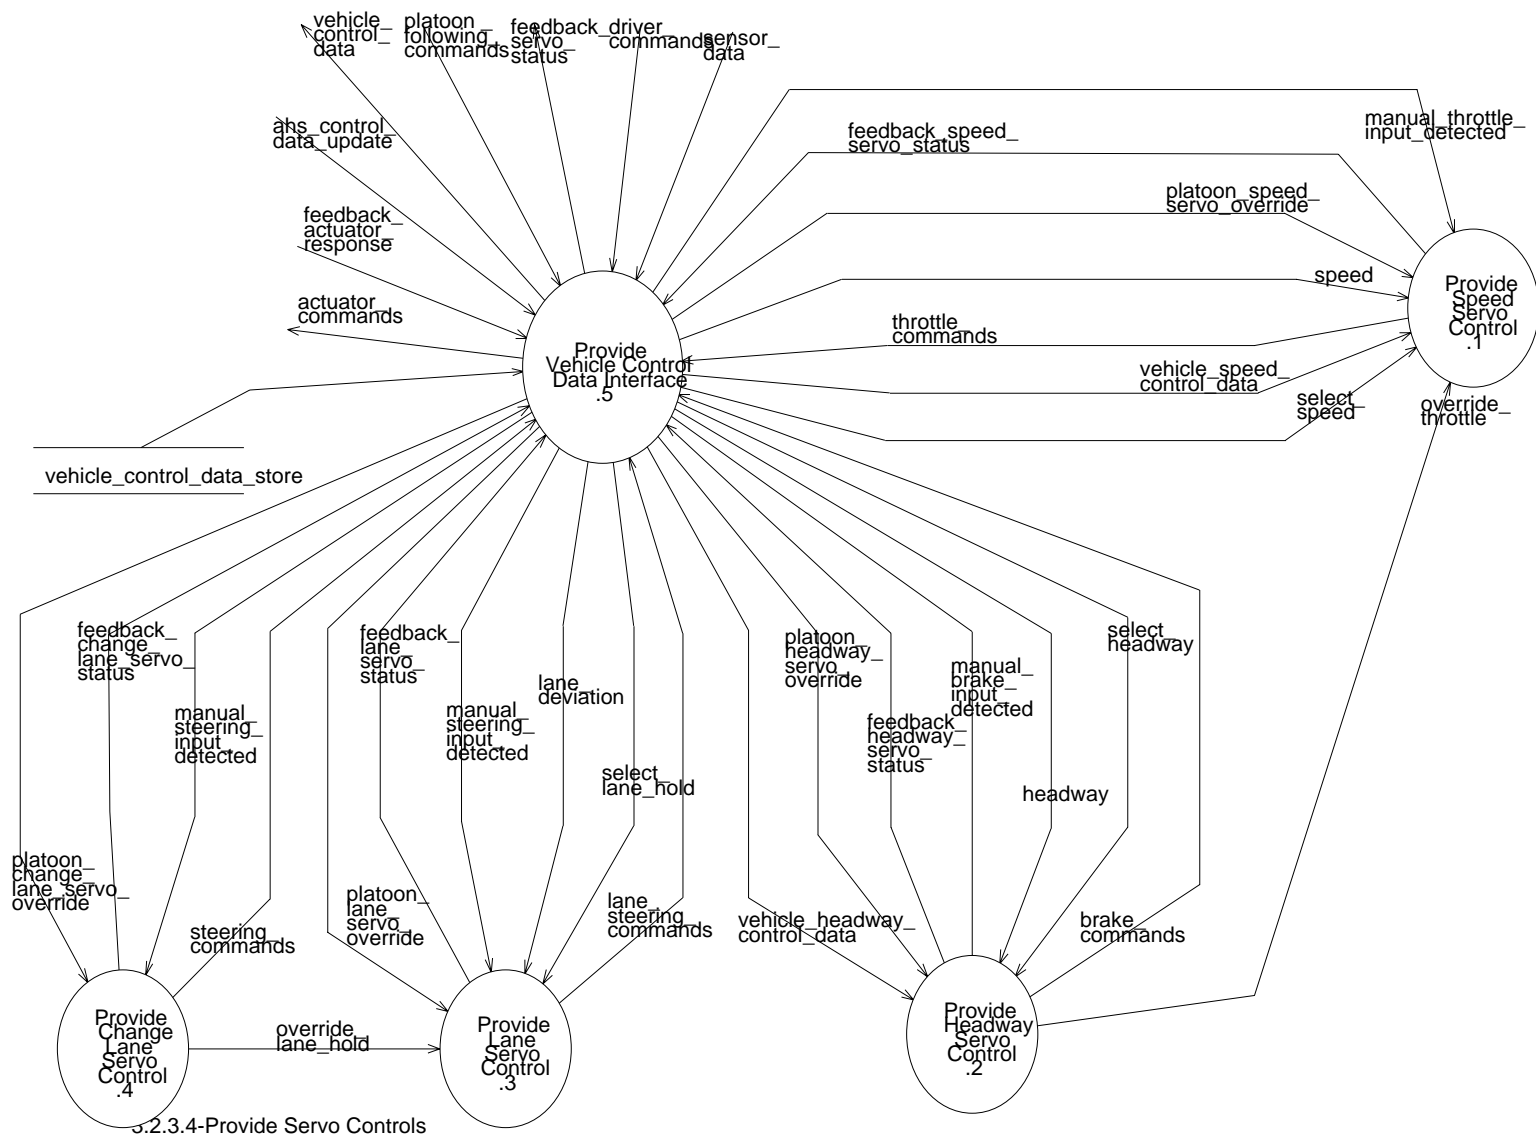 vehicle_
control_
data
platoon_
following_
commands
feedback_
servo_
status
driver_
commands
sensor_
data
ahs_control_
data_update
feedback_
actuator_
response
actuator_
commands
manual_throttle_
input_detected
feedback_speed_
servo_status
platoon_speed_
servo_override
speed
throttle_
commands
vehicle_speed_
control_data
select_
speed
override_
throttle
Provide
Speed
Servo
Control
.1
Provide
Vehicle Control
Data Interface
.5
vehicle_control_data_store
feedback_
change_
lane_servo_
status
manual_
steering_
input_
detected
platoon_
change_
lane_servo_
override
steering_
commands
feedback_
lane_
servo_
status
platoon_
lane_
servo_
override
manual_
steering_
input_
detected
lane_
deviation
select_
lane_hold
lane_
steering_
commands
platoon_
headway_
servo_
override
feedback_
headway_
servo_
status
manual_
brake_
input_
detected
headway
select_
headway
vehicle_headway_
control_data
brake_
commands
Provide
Change
Lane
Servo
Control
.4
override_
lane_hold
Provide
Lane
Servo
Control
.3
Provide
Headway
Servo
Control
.2
3.2.3.4-Provide Servo Controls